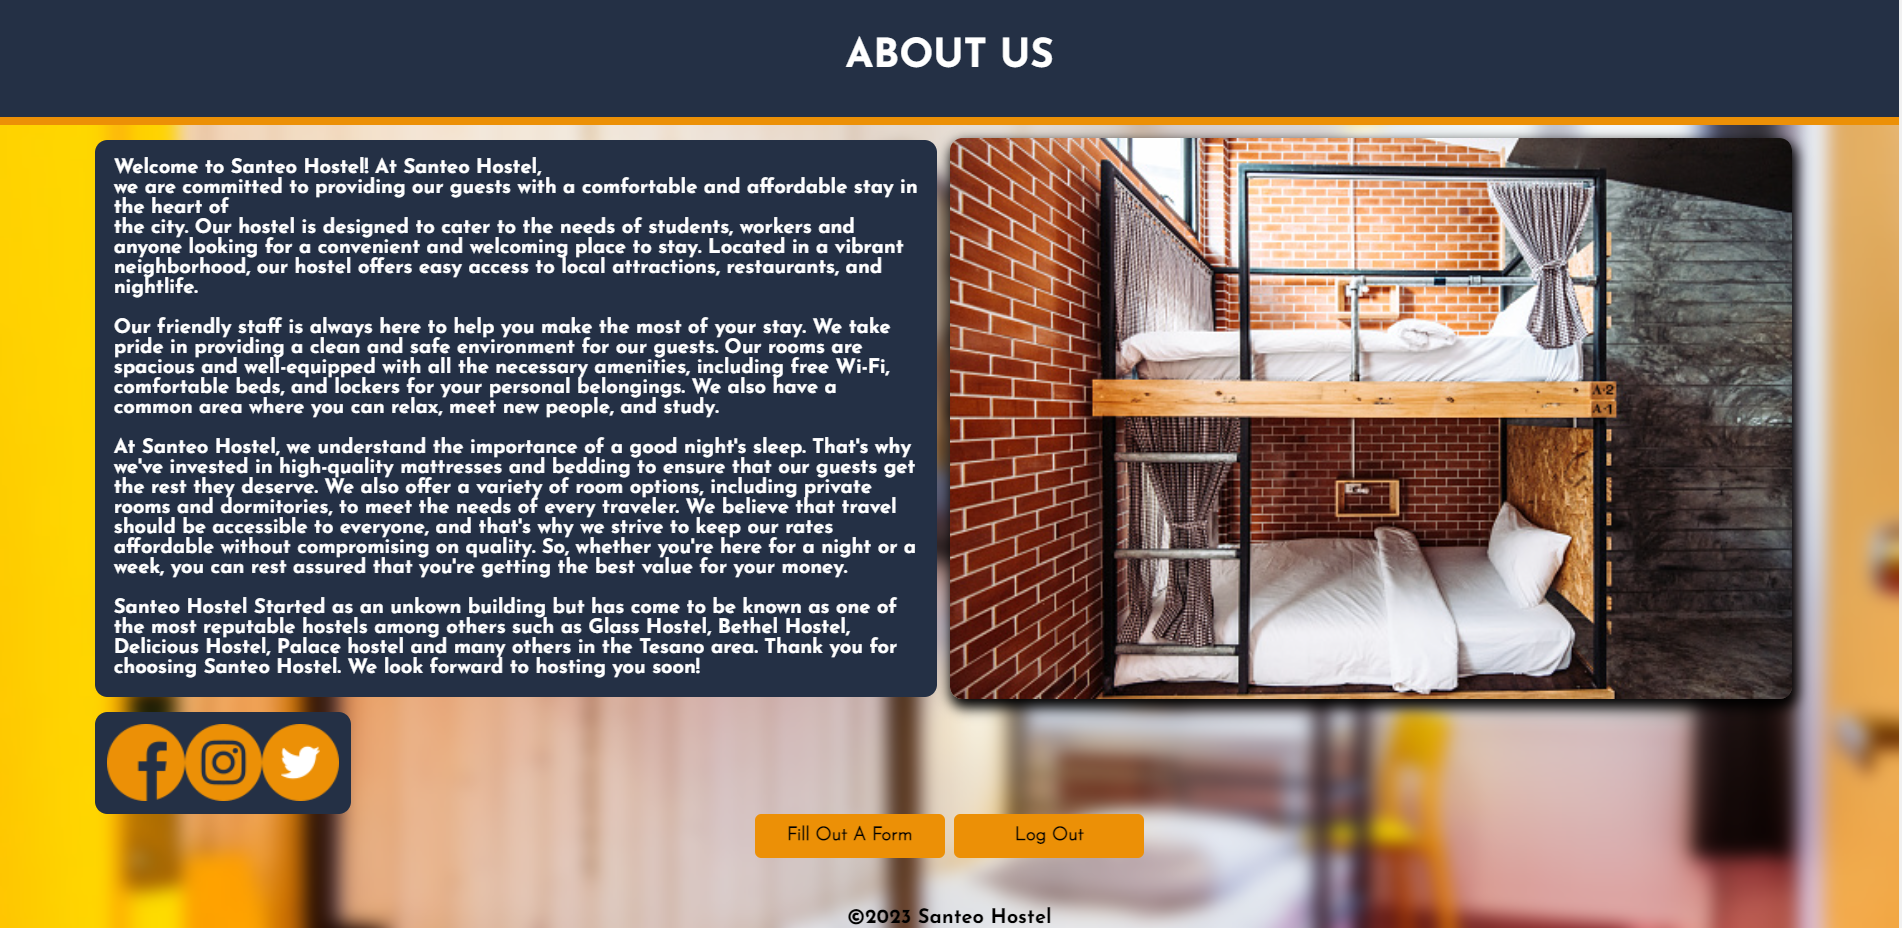 ABOUT US
Welcome to Santeo Hostel! At Santeo Hostel,
we are committed to providing our guests with a comfortable and affordable stay in
the heart of
the city. Our hostel is designed to cater to the needs of students, workers and
anyone looking for a convenient and welcoming place to stay. Located in a vibrant
neighborhood, our hostel offers easy access to local attractions, restaurants, and
nightlife.
Our friendly staff is always here to help you make the most of your stay. We take
pride in providing a clean and safe environment for our guests. Our rooms are
spacious and well-equipped with all the necessary amenities, including free Wi-Fi,
comfortable beds, and lockers for your personal belongings. We also have a
common area where you can relax, meet new people, and study.
At Santeo Hostel, we understand the importance of a good night's sleep. That's why
we've invested in high-quality mattresses and bedding to ensure that our guests get
the rest they deserve. We also offer a variety of room options, including private
rooms and dormitories, to meet the needs of every traveler. We believe that travel
should be accessible to everyone, and that's why we strive to keep our rates
affordable without compromising on quality. So, whether you're here for a night or a
week, you can rest assured that you're getting the best value for your money.
Santeo Hostel Started as an unkown building but has come to be known as one of
the most reputable hostels among others such as Glass Hostel, Bethel Hostel,
Delicious Hostel, Palace hostel and many others in the Tesano area. Thank you for
choosing Santeo Hostel. We look forward to hosting you soon!
A-2
A-1
Fill Out A Form
Log Out
©2023 Santeo Hostel